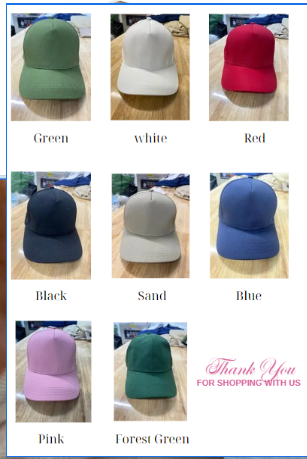 Green
white
Red
Black
Sand
Blue
Pink
Forest Green
Thank You
FOR SHOPPING WITH US